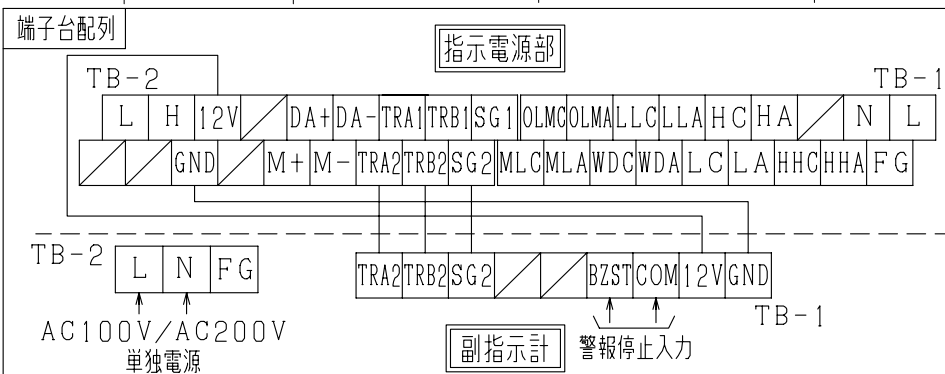 端子台配列
指示電源部
TB-2 TB-1
L H 12V DA+ DA- TRA1 TRB1 SG1 OLMC OLMA LLC LLA HC HA N L
GND M+ M- TRA2 TRB2 SG2 MLC MLA WDC WDA LC LA HHC HHA FG
TB-2
L N FG
TRA2 TRB2 SG2 BZST COM 12V GND
TB-1
AC100V/AC200V
単独電源
副指示計
警報停止入力